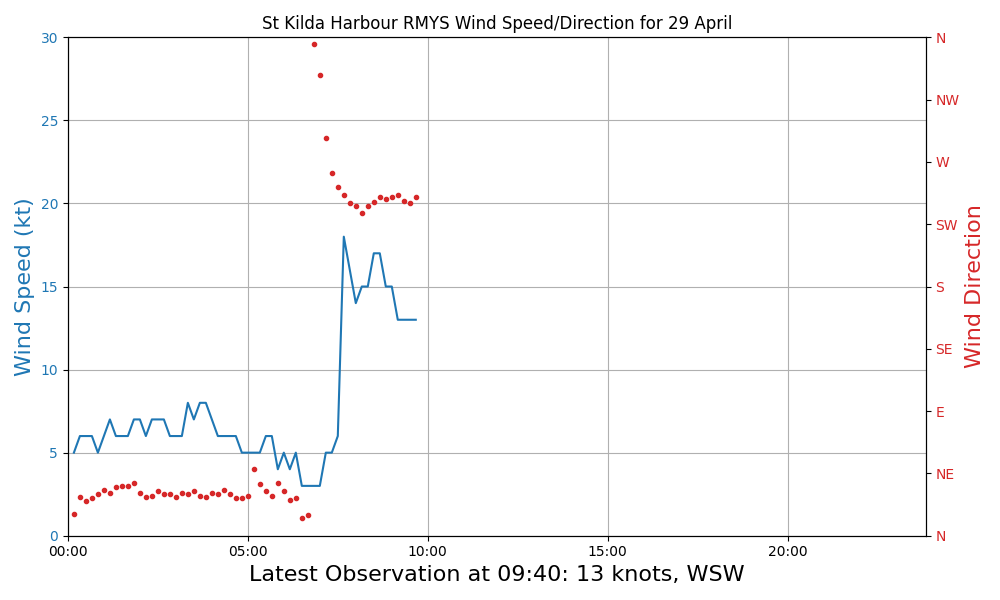 St Kilda Harbour RMYS Wind Speed/Direction for 29 April
30
25
20
15
10
5
0
Wind Speed (kt)
N
NW
W
SW
S
SE
E
NE
N
Wind Direction
00:00
05:00
10:00
15:00
20:00
Latest Observation at 09:40: 13 knots, WSW